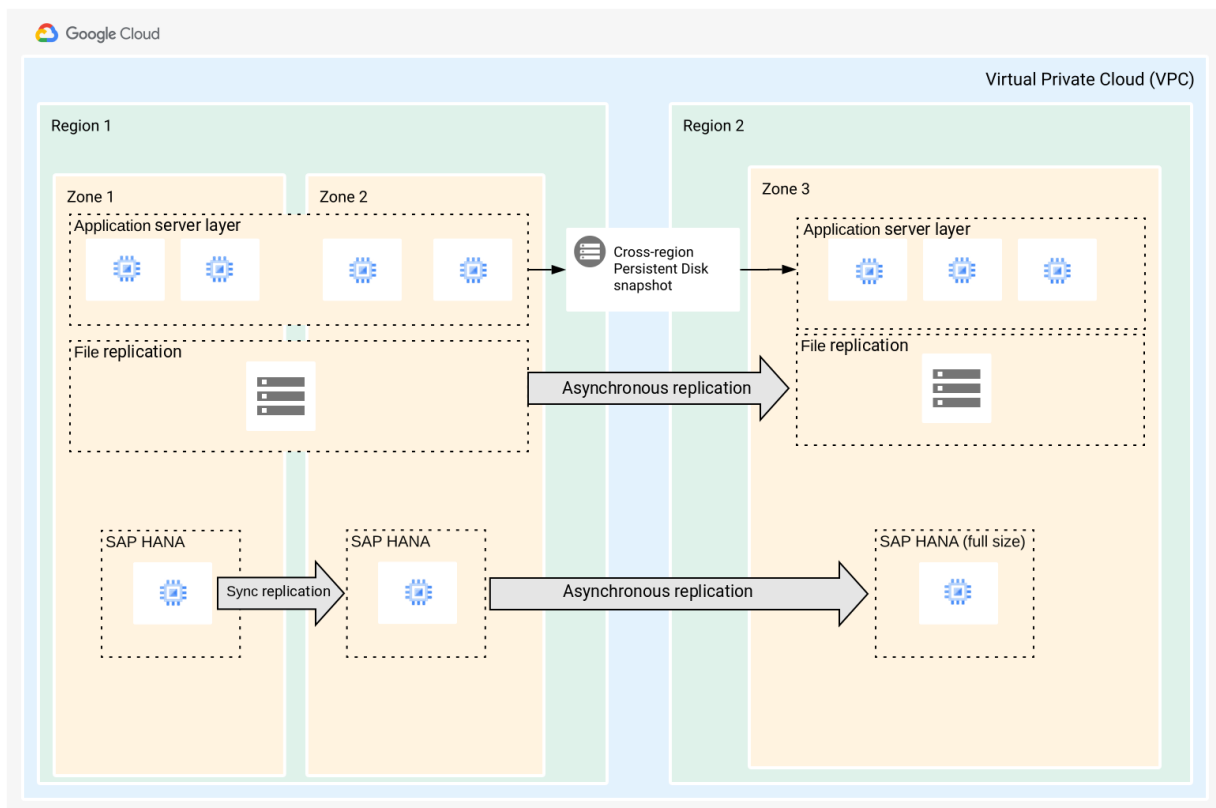 Google Cloud
Virtual Private Cloud (VPC)
Region 1
Region 2
Zone 1
Zone 2
Zone 3
Application server layer
Application server layer
Cross-region
Persistent Disk
snapshot
File replication
File replication
Asynchronous replication
SAP HANA
SAP HANA
SAP HANA (full size)
Sync replication
Asynchronous replication